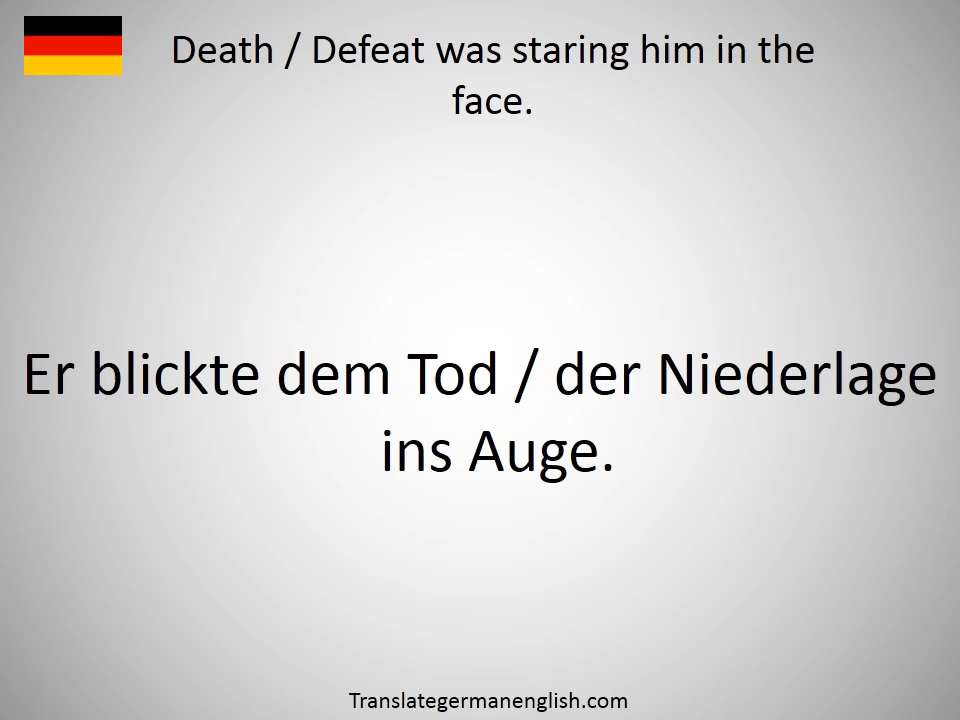 Death / Defeat was staring him in the
face.
Er blickte dem Tod / der Niederlage
ins Auge.
Translategermanenglish.com